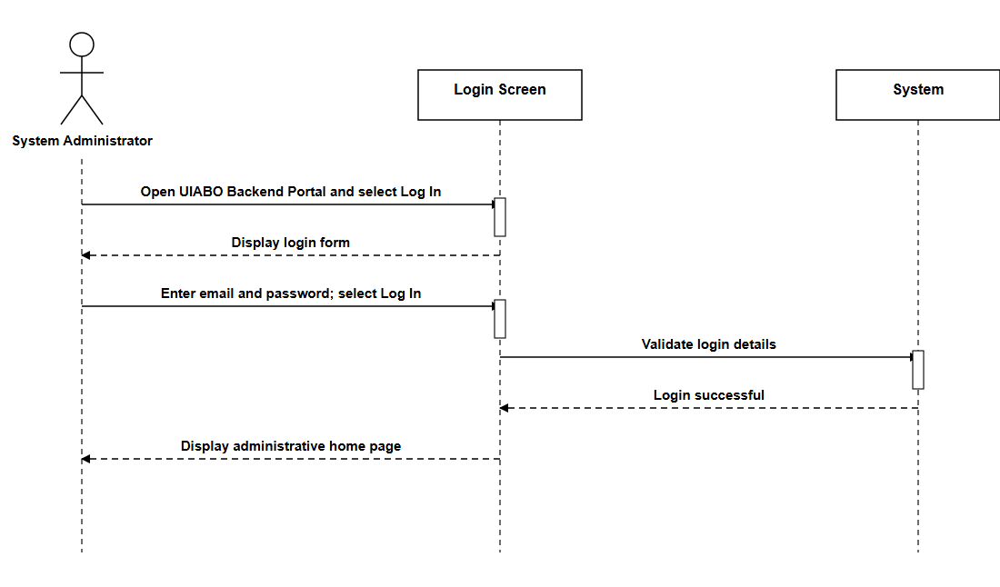 Login Screen
System
System Administrator
Open UIABO Backend Portal and select Log In
Display login form
Enter email and password; select Log In
Validate login details
Login successful
Display administrative home page